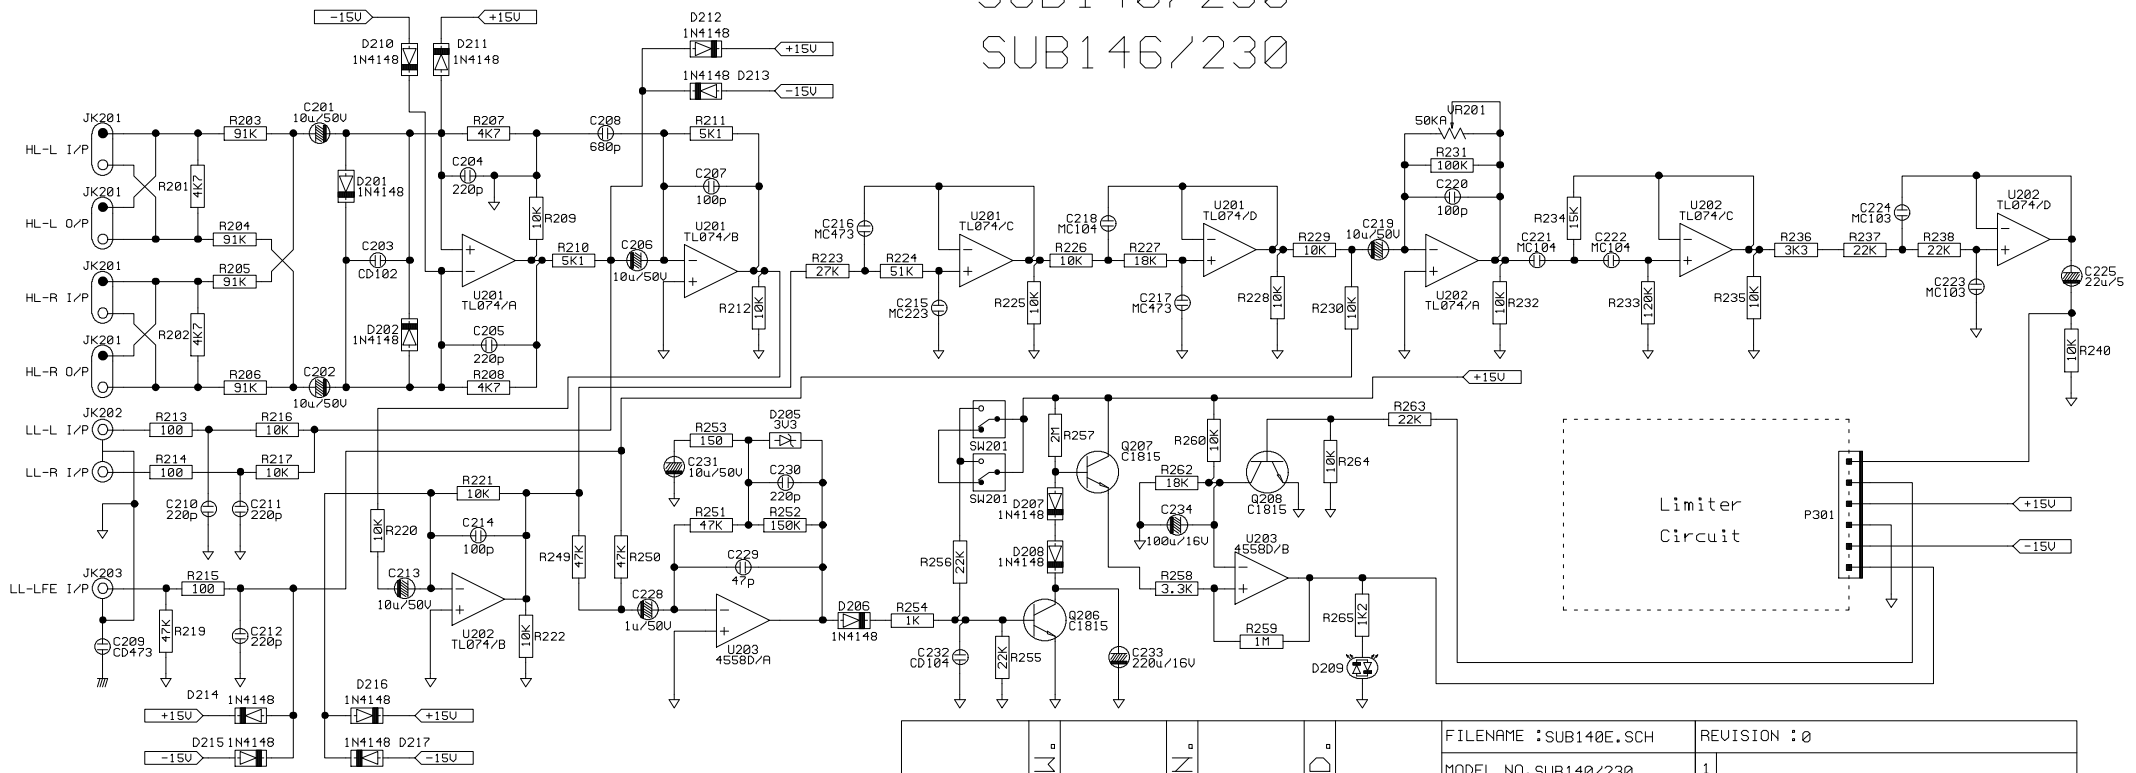 SUB146/230
-15V
+15V
D210
1N4148
D211
1N4148
D212
1N4148
+15V
1N4148 D213
-15V
JK201
HL-L I/P
JK201
HL-L O/P
JK201
HL-R I/P
JK201
HL-R O/P
R201
4K7
R202
4K7
R203
91K
R204
91K
R205
91K
R206
91K
C201
10u/50V
C202
10u/50V
D201
1N4148
C203
CD102
D202
1N4148
R207
4K7
C204
220p
R209
10K
U201
TL074/A
C205
220p
R208
4K7
C208
680p
R210
5K1
C206
10u/50V
R211
5K1
C207
100p
U201
TL074/B
R212
10K
R223
27K
C216
MC473
R224
51K
C215
MC223
U201
TL074/C
R225
10K
R226
10K
C218
MC104
R227
18K
C217
MC473
U201
TL074/D
R228
10K
R229
10K
R230
10K
C219
10u/50V
VR201
50KA
R231
100K
C220
100p
U202
TL074/A
R232
10K
C221
MC104
R234
15K
C222
MC104
R233
120K
U202
TL074/C
R235
10K
R236
3K3
R237
22K
C224
MC103
R238
22K
C223
MC103
U202
TL074/D
C225
22u/5
R240
10K
+15V
JK202
LL-L I/P
LL-R I/P
R213
100
R214
100
R216
10K
R217
10K
C210
220p
C211
220p
JK203
LL-LFE I/P
R215
100
R219
47K
C209
CD473
C212
220p
D214
1N4148
+15V
-15V
D215 1N4148
D216
1N4148
+15V
1N4148 D217
-15V
R220
10K
C213
10u/50V
R221
10K
C214
100p
U202
TL074/B
R222
10K
R249
47K
R250
47K
C228
1u/50V
R253
150
D205
3V3
C231
10u/50V
C230
220p
R251
47K
R252
150K
C229
47p
U203
4558D/A
D206
1N4148
R254
1K
R256
22K
C232
CD104
R255
22K
SW201
SW201
R257
2M
D207
1N4148
D208
1N4148
Q206
C1815
C233
220u/16V
Q207
C1815
R260
10K
R262
18K
C234
100u/16V
Q208
C1815
R264
10K
R263
22K
R258
3.3K
U203
4558D/B
R259
1M
R265
1K2
D209
Limiter
Circuit
P301
+15V
-15V
M.
N.
D.
FILENAME : SUB140E.SCH
REVISION : 0
MODEL NO. SUB140/230
1